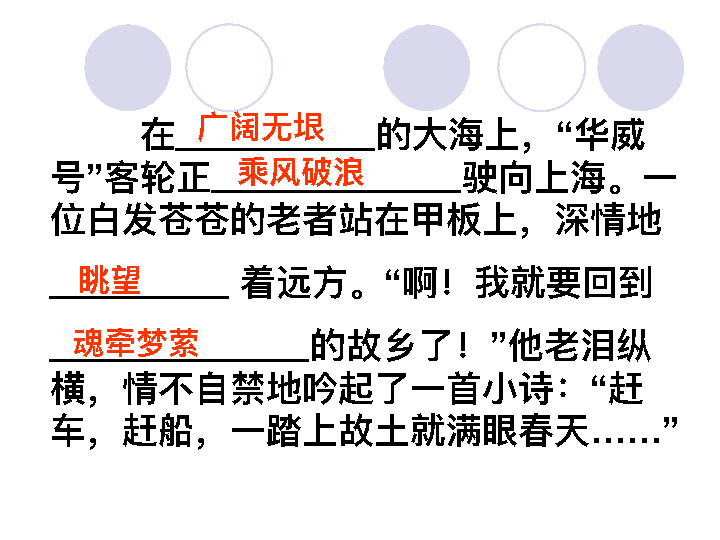 在广阔无垠的大海上，“华威
号”客轮正乘风破浪驶向上海。一
位白发苍苍的老者站在甲板上，深情地
眺望 着远方。“啊！我就要回到
魂牵梦萦的故乡了！”他老泪纵
横，情不自禁地吟起了一首小诗：“赶
车，赶船，一踏上故土就满眼春天……”